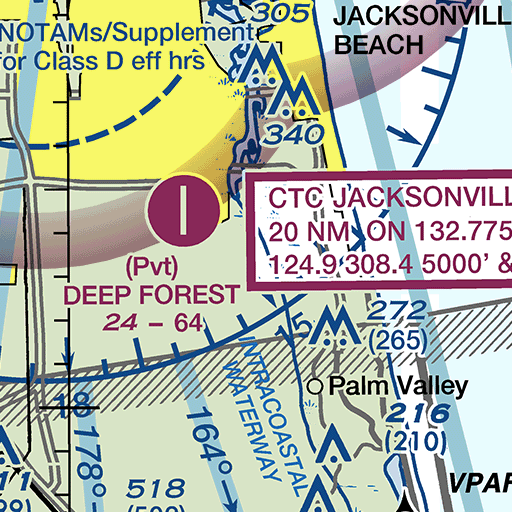 305
JACKSONVILL
NOTAMs/Supplement
for Class D eff hrs
BEACH
340
CTC JACKSONVILL
20 NM ON 132.775
124.9 308.4 5000' &
(Pvt)
DEEP FOREST
24 - 64
15
272
(265)
INTRACOASTAL
WATERWAY
Palm Valley
18
216
(210)
178°
164°
518
VPAF